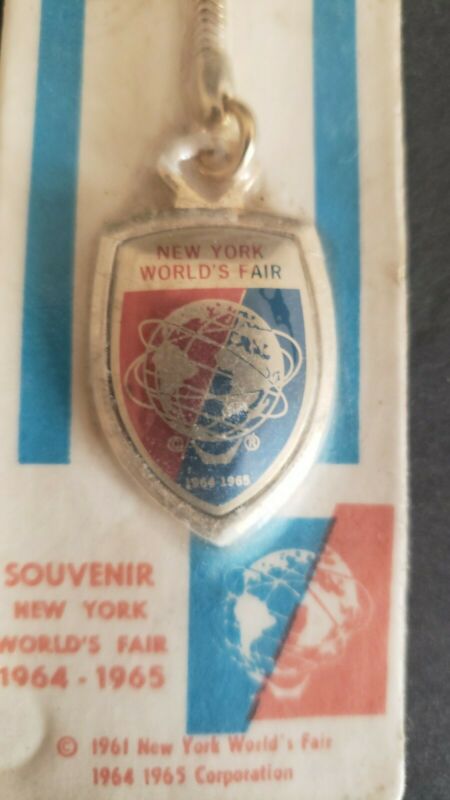 NEW YORK
WORLD'S FAIR
© ®
1964-1965
SOUVENIR
NEW YORK
WORLD'S FAIR
1964-1965
© 1961 New York World's Fair
1964 1965 Corporation